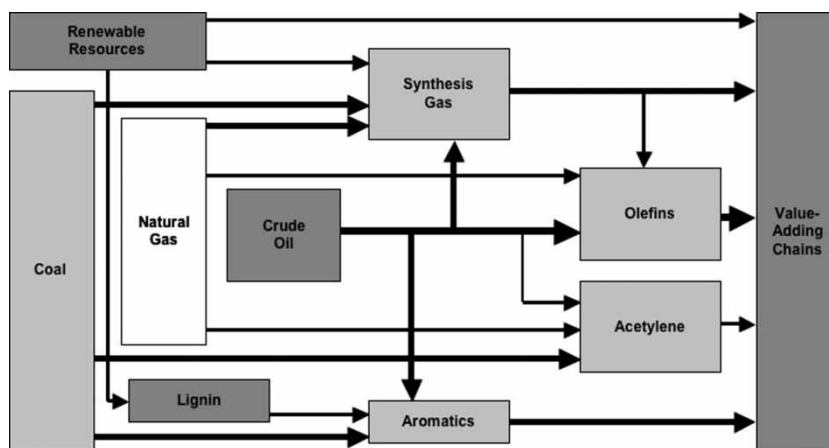 Renewable
Resources
Synthesis
Gas
Natural
Gas
Crude
Oil
Olefins
Value-
Adding
Chains
Coal
Acetylene
Lignin
Aromatics